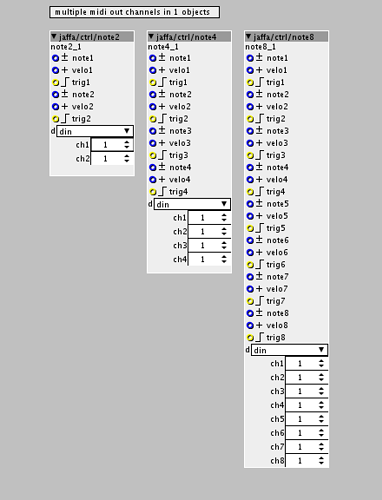 multiple midi out channels in 1 objects
▼ jaffa/ctrl/note2
note2_1
± note1
+ velo1
trig1
± note2
+ velo2
trig2
d din ▼
ch1 1
ch2 1
▼ jaffa/ctrl/note4
note4_1
± note1
+ velo1
trig1
± note2
+ velo2
trig2
± note3
+ velo3
trig3
± note4
+ velo4
trig4
d din ▼
ch1 1
ch2 1
ch3 1
ch4 1
▼ jaffa/ctrl/note8
note8_1
± note1
+ velo1
trig1
± note2
+ velo2
trig2
± note3
+ velo3
trig3
± note4
+ velo4
trig4
± note5
+ velo5
trig5
± note6
+ velo6
trig6
± note7
+ velo7
trig7
± note8
+ velo8
trig8
d din ▼
ch1 1
ch2 1
ch3 1
ch4 1
ch5 1
ch6 1
ch7 1
ch8 1